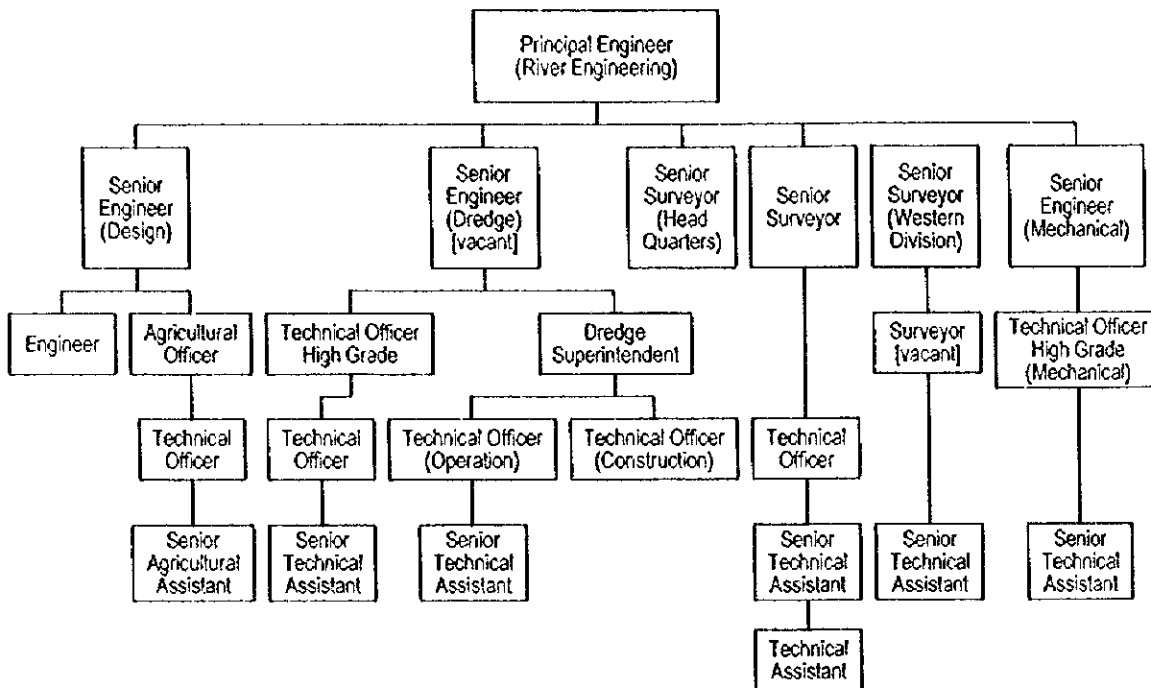 Principal Engineer
(River Engineering)
Senior
Engineer
(Design)
Senior
Engineer
(Dredge)
[vacant]
Senior
Surveyor
(Head
Quarters)
Senior
Surveyor
Senior
Surveyor
(Western
Division)
Senior
Engineer
(Mechanical)
Engineer
Agricultural
Officer
Technical Officer
High Grade
Dredge
Superintendent
Surveyor
[vacant]
Technical Officer
High Grade
(Mechanical)
Technical
Officer
Technical
Officer
Technical Officer
(Operation)
Technical Officer
(Construction)
Technical
Officer
Senior
Agricultural
Assistant
Senior
Technical
Assistant
Senior
Technical
Assistant
Senior
Technical
Assistant
Senior
Technical
Assistant
Senior
Technical
Assistant
Technical
Assistant